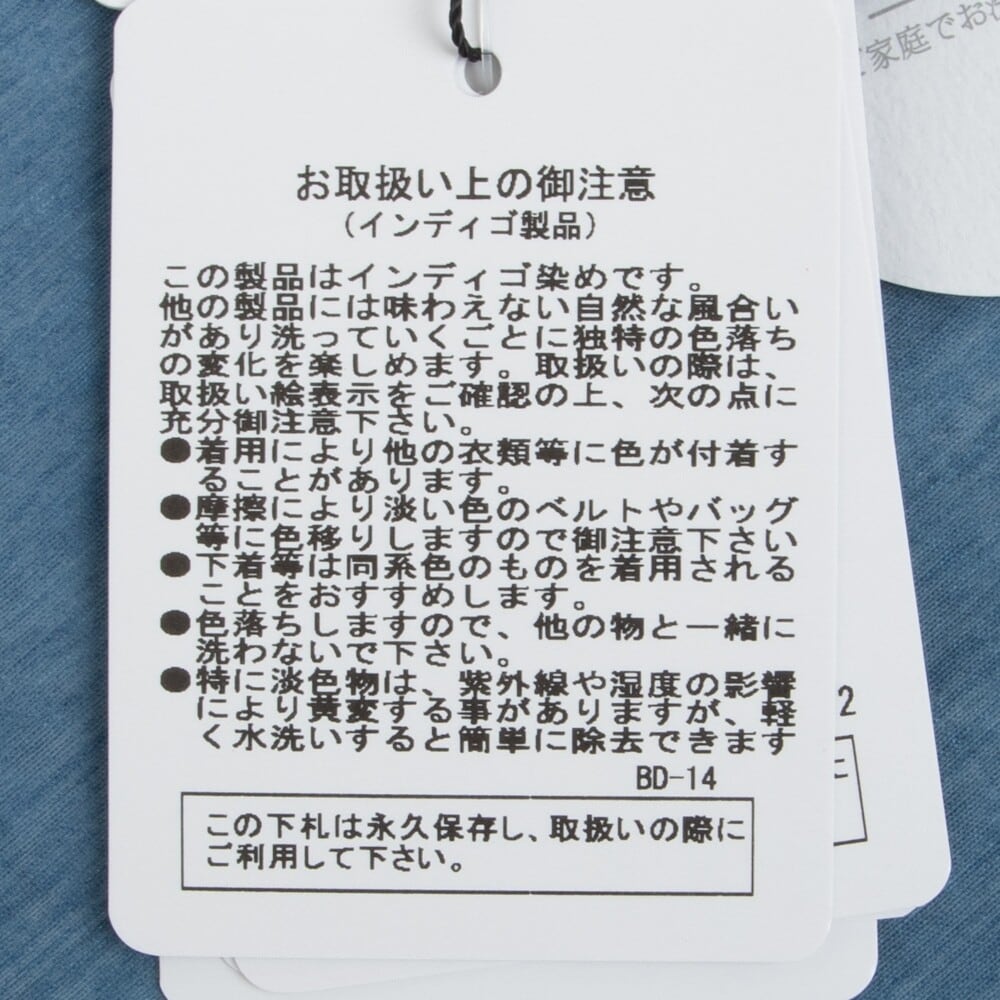 お取扱い上の御注意
（インディゴ製品）
この製品はインディゴ染めです。
他の製品には味わえない自然な風合い
があり洗っていくごとに独特の色落ち
の変化を楽しめます。取扱いの際は、
取扱い絵表示をご確認の上、次の点に
充分御注意下さい。
●着用により他の衣類等に色が付着す
ることがあります。
●摩擦により淡い色のベルトやバッグ
等に色移りしますので御注意下さい
●下着等は同系色のものを着用される
ことをおすすめします。
●色落ちしますので、他の物と一緒に
洗わないで下さい。
●特に淡色物は、紫外線や湿度の影響
により黄変する事がありますが、軽
く水洗いすると簡単に除去できます
BD-14
この下札は永久保存し、取扱いの際に
ご利用して下さい。
ご家庭でお
2